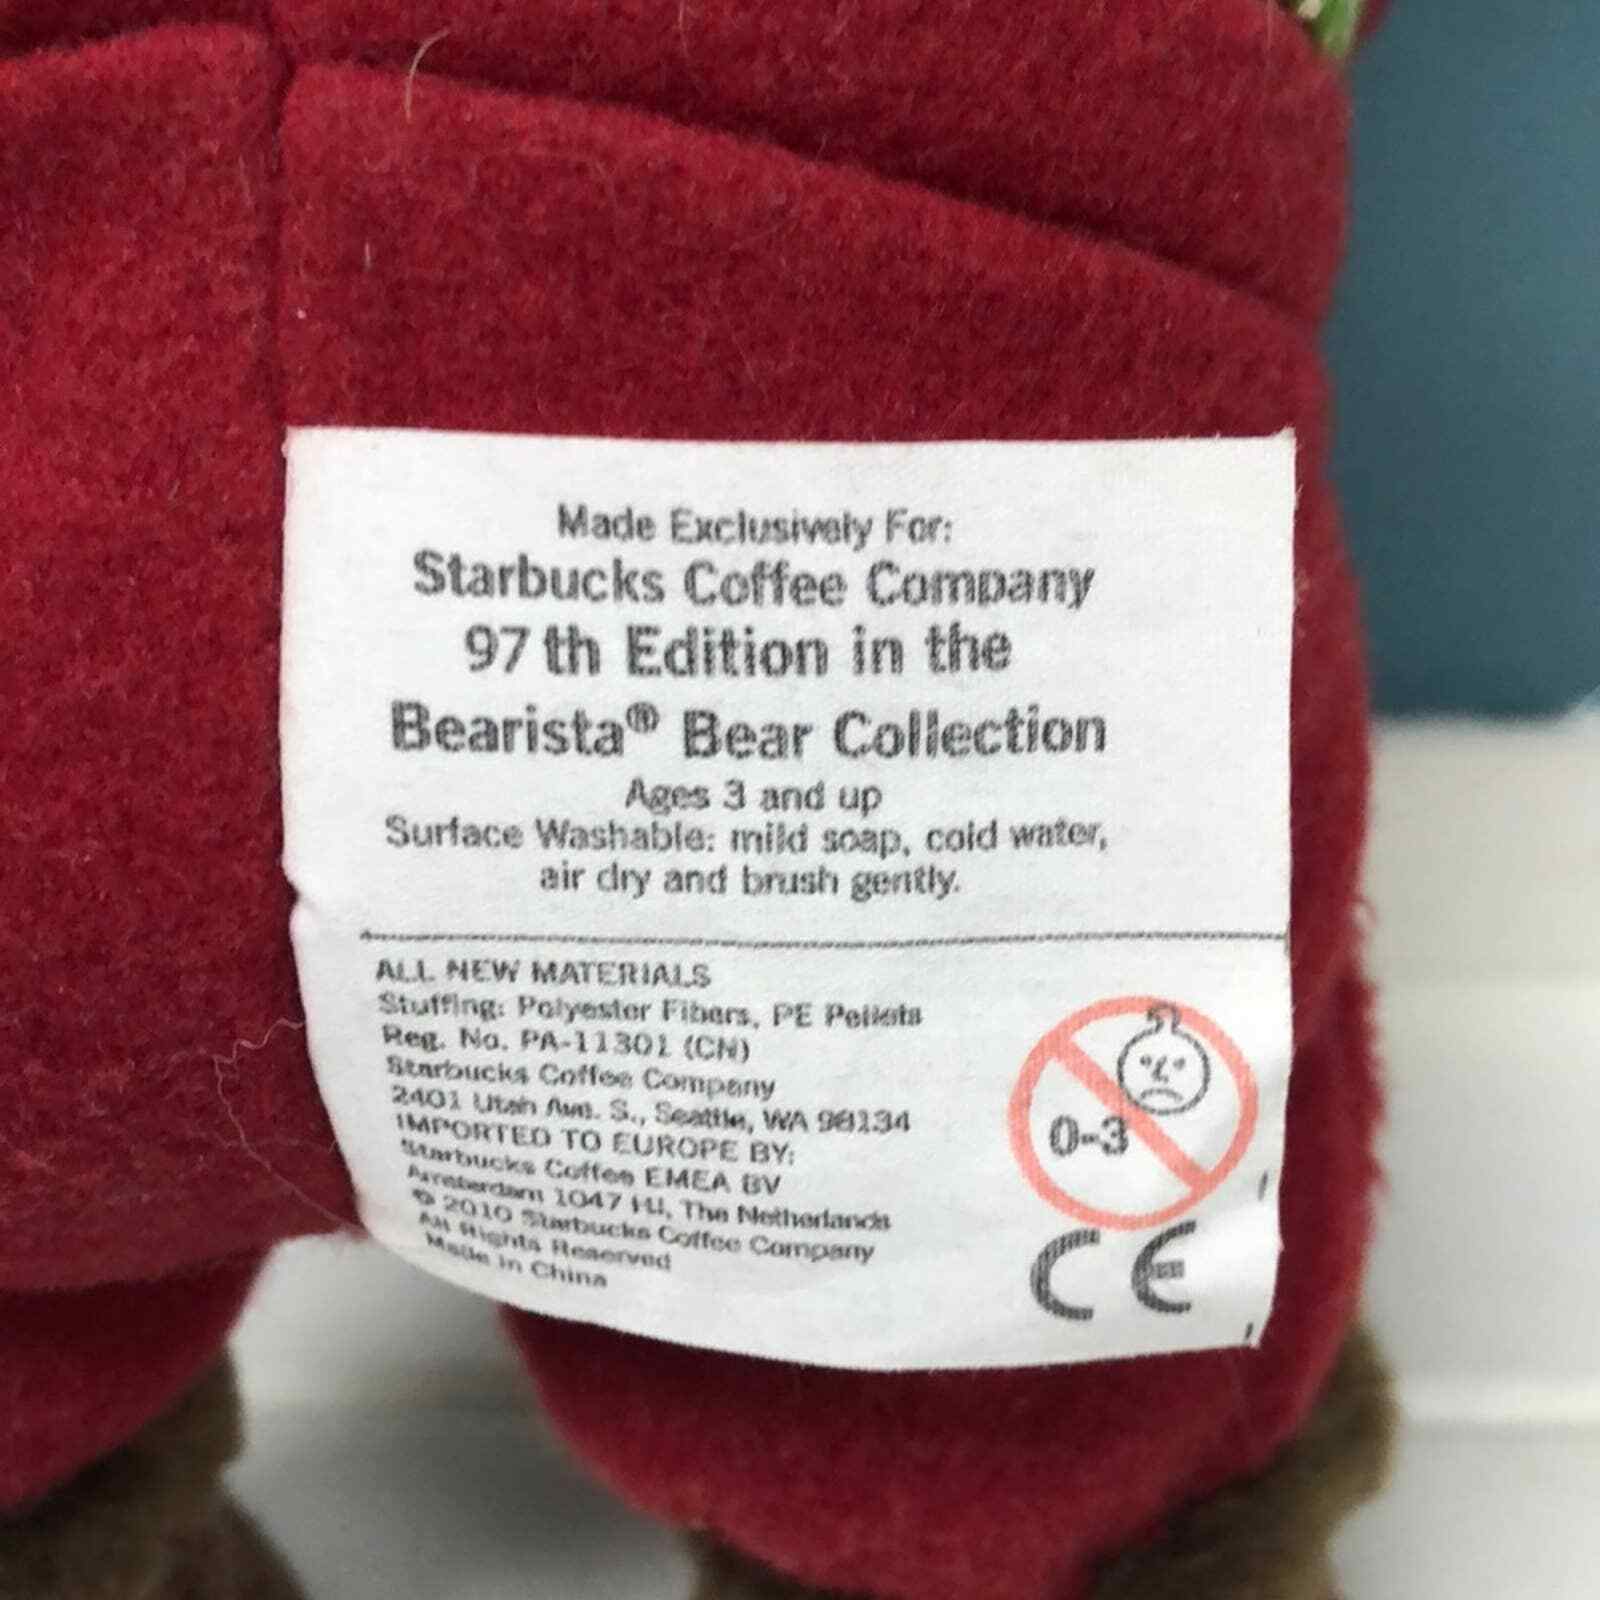 Made Exclusively For:
Starbucks Coffee Company
97th Edition in the
Bearista® Bear Collection
Ages 3 and up
Surface Washable: mild soap, cold water,
air dry and brush gently.
ALL NEW MATERIALS
Stuffing: Polyester Fibers, PE Pellets
Reg. No. PA-11301 (CN)
Starbucks Coffee Company
2401 Utah Ave. S., Seattle, WA 98134
IMPORTED TO EUROPE BY:
Starbucks Coffee EMEA BV
Amsterdam 1047 HJ, The Netherlands
© 2010 Starbucks Coffee Company
All Rights Reserved
Made in China
0-3
CE